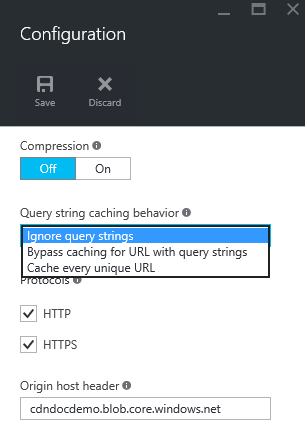 Configuration
Save Discard
Compression
Off On
Query string caching behavior
Ignore query strings
Bypass caching for URL with query strings
Cache every unique URL
Protocols
HTTP
HTTPS
Origin host header
cdndocdemo.blob.core.windows.net